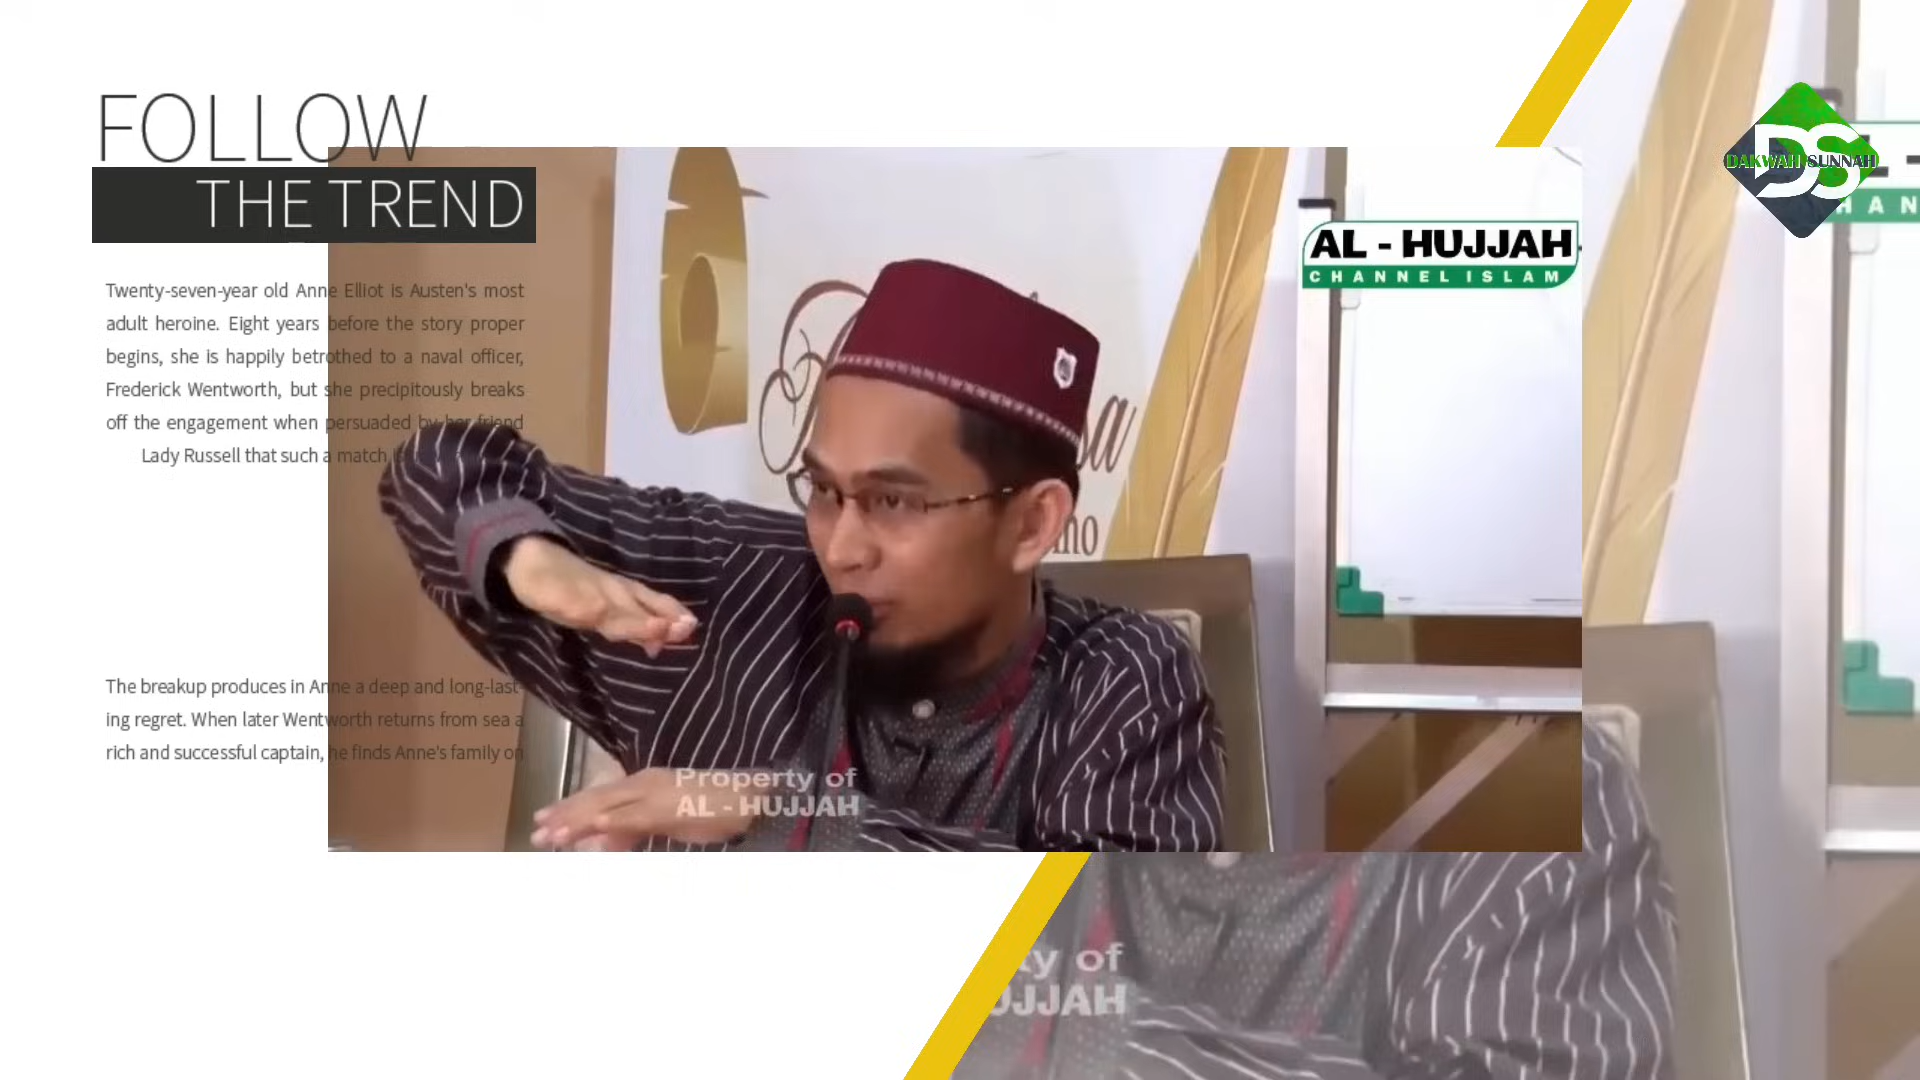 FOLLOW
THE TREND
Twenty-seven-year old Anne Elliot is Austen's most
adult heroine. Eight years before the story proper
begins, she is happily betrothed to a naval officer,
Frederick Wentworth, but she precipitously breaks
off the engagement when persuaded by her friend
Lady Russell that such a match
The breakup produces in Anne a deep and long-last-
ing regret. When later Wentworth returns from sea a
rich and successful captain, he finds Anne's family on
AL - HUJJAH
CHANNEL ISLAM
DS
DAKWAH SUNNAH
Property of
AL - HUJJAH